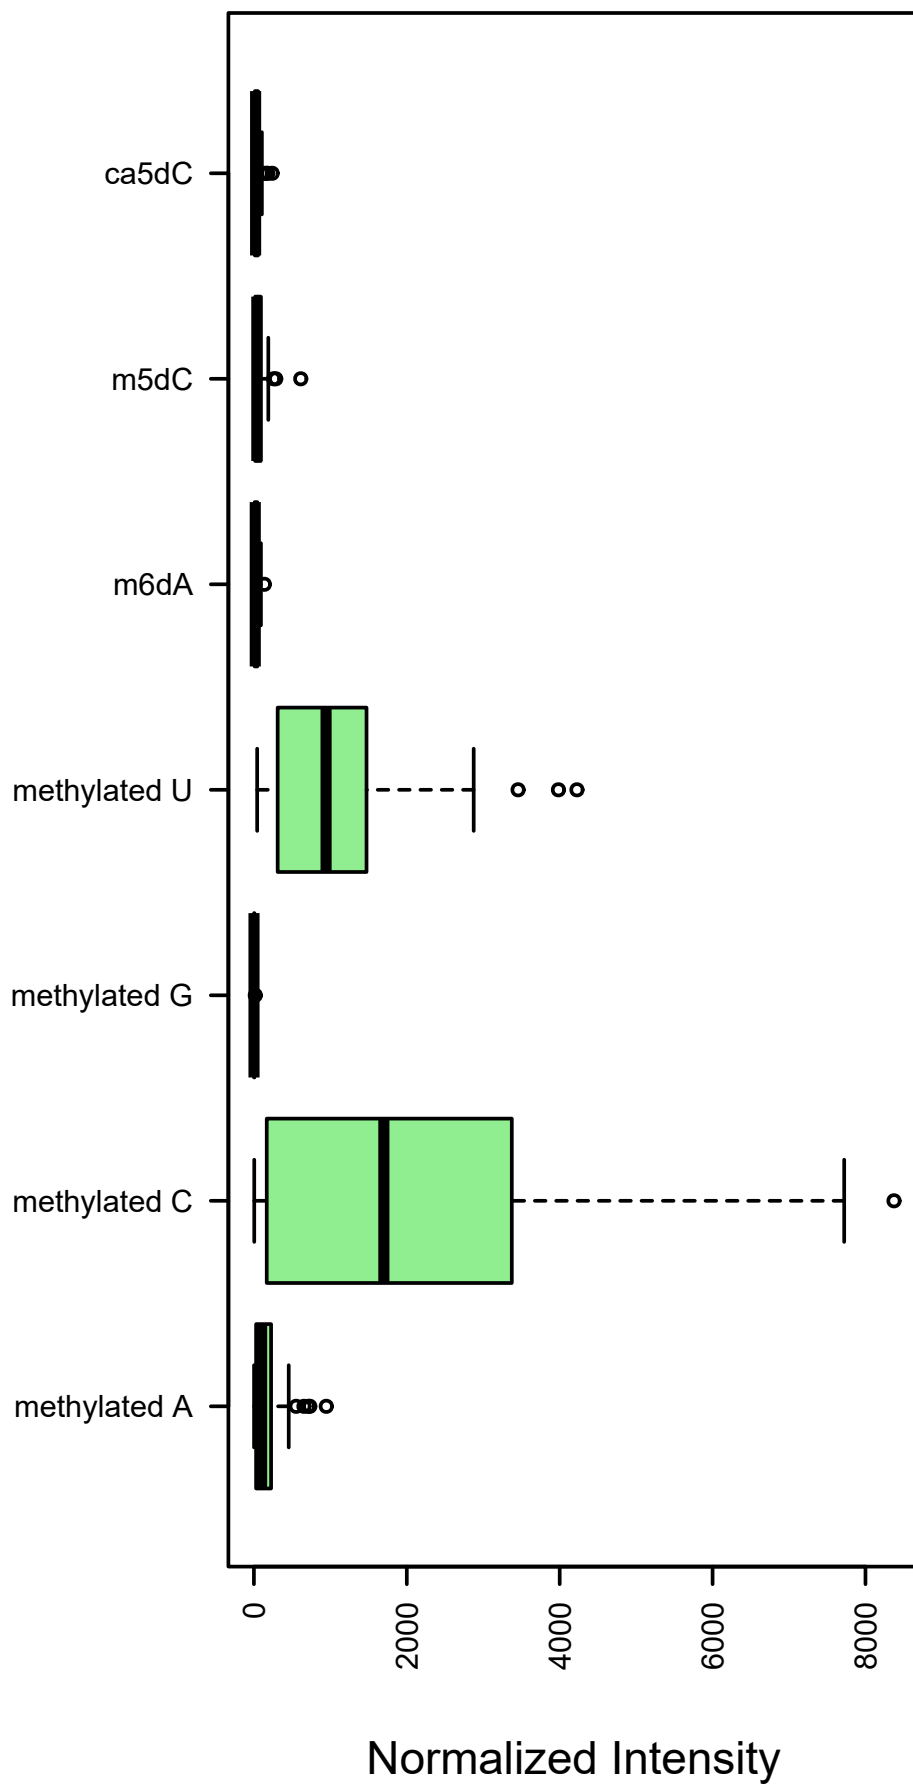 ca5dC
m5dC
m6dA
methylated U
methylated G
methylated C
methylated A
0
2000
4000
6000
8000
Normalized Intensity